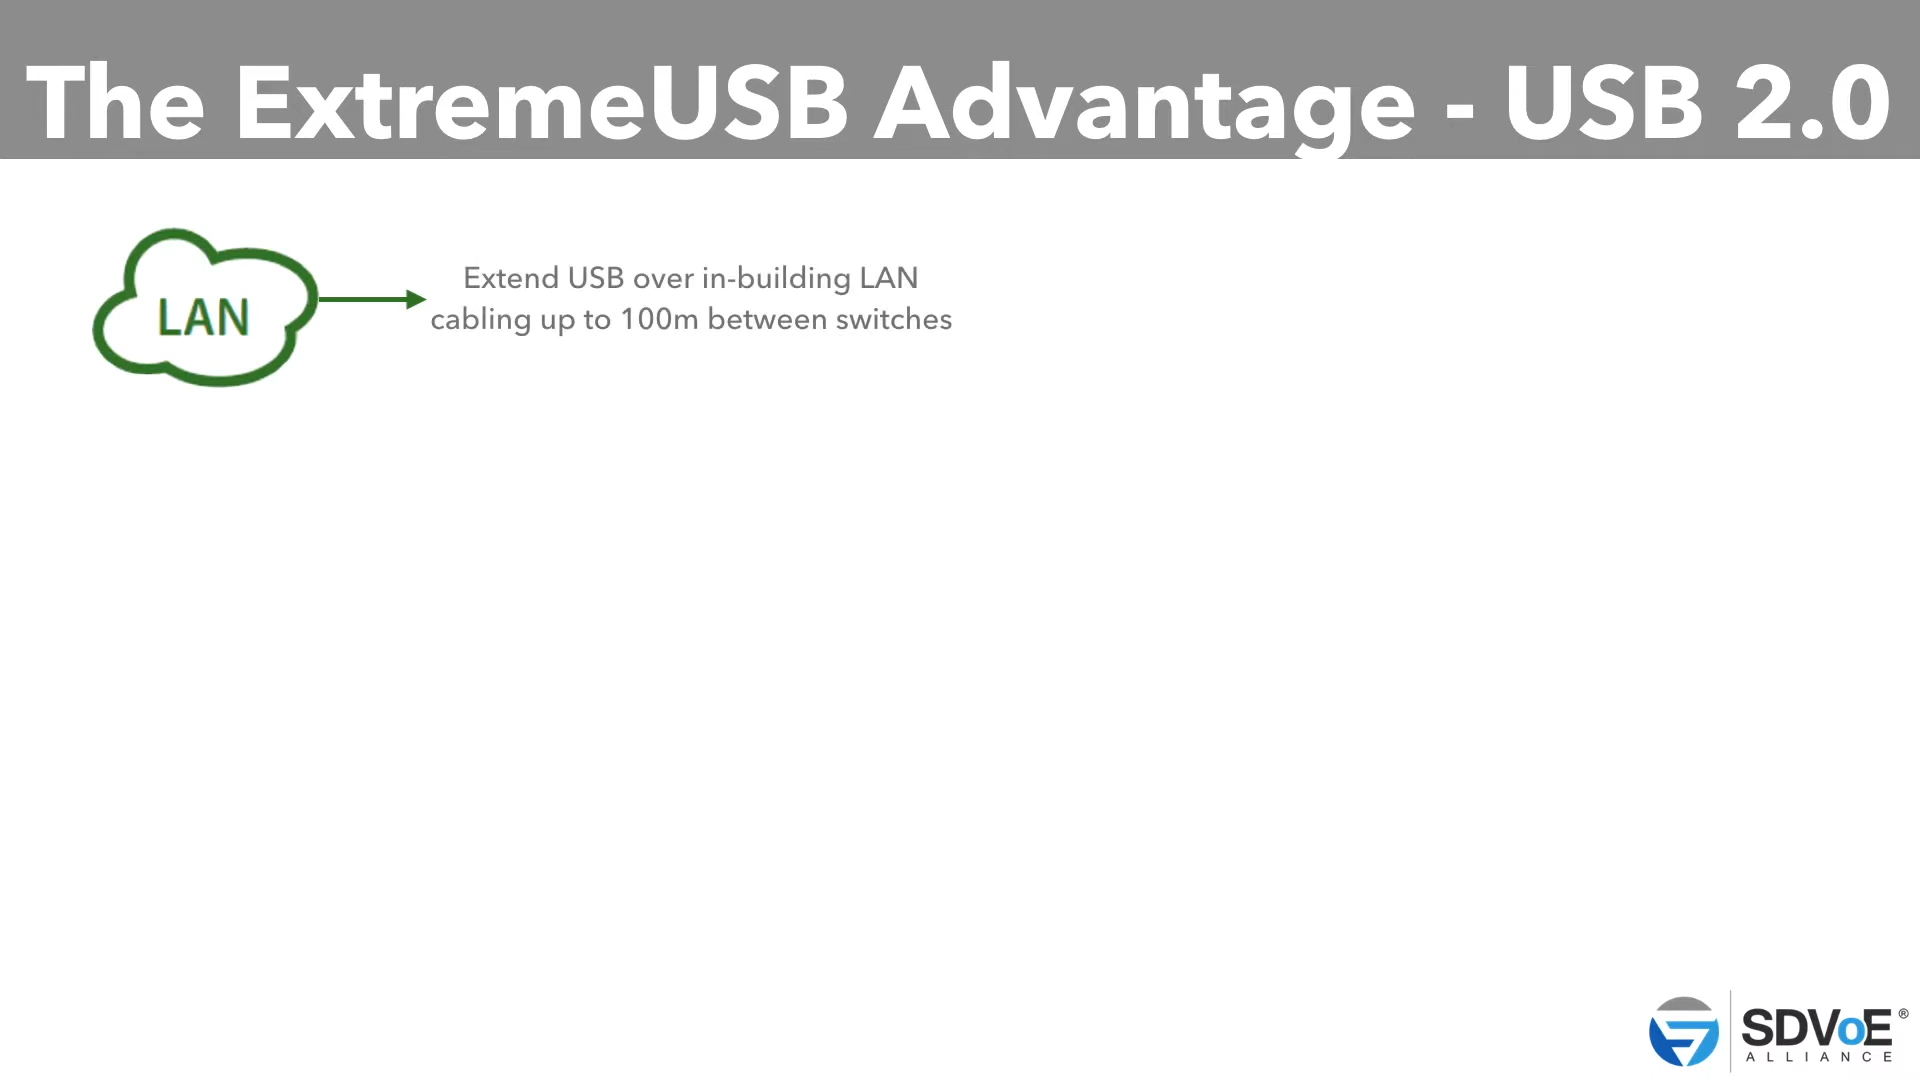 The ExtremeUSB Advantage - USB 2.0
LAN
Extend USB over in-building LAN
cabling up to 100m between switches
SDVoE®
ALLIANCE